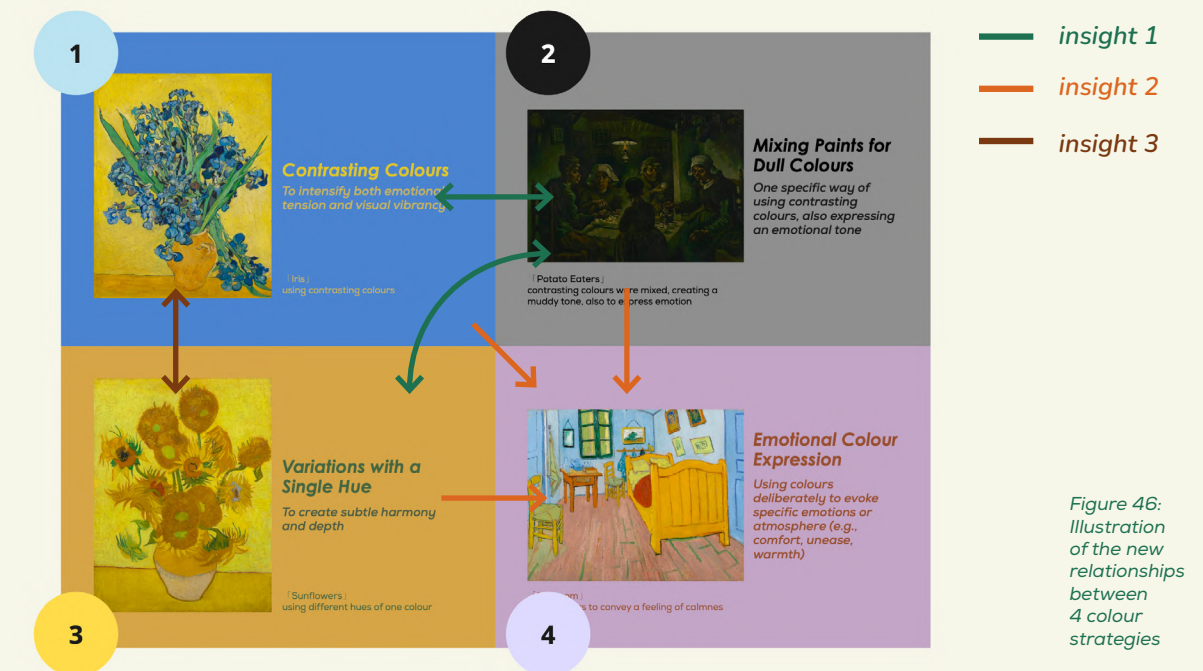 1
Contrasting Colours
To intensify both emotional
tension and visual vibrancy
「Iris」
using contrasting colours
2
Mixing Paints for
Dull Colours
One specific way of
using contrasting
colours, also expressing
an emotional tone
「Potato Eaters」
contrasting colours were mixed, creating a
muddy tone, also to express emotion
3
Variations with a
Single Hue
To create subtle harmony
and depth
「Sunflowers」
using different hues of one colour
4
Emotional Colour
Expression
Using colours
deliberately to evoke
specific emotions or
atmosphere (e.g.,
comfort, unease,
warmth)
to convey a feeling of calmnes
insight 1
insight 2
insight 3
Figure 46:
Illustration
of the new
relationships
between
4 colour
strategies